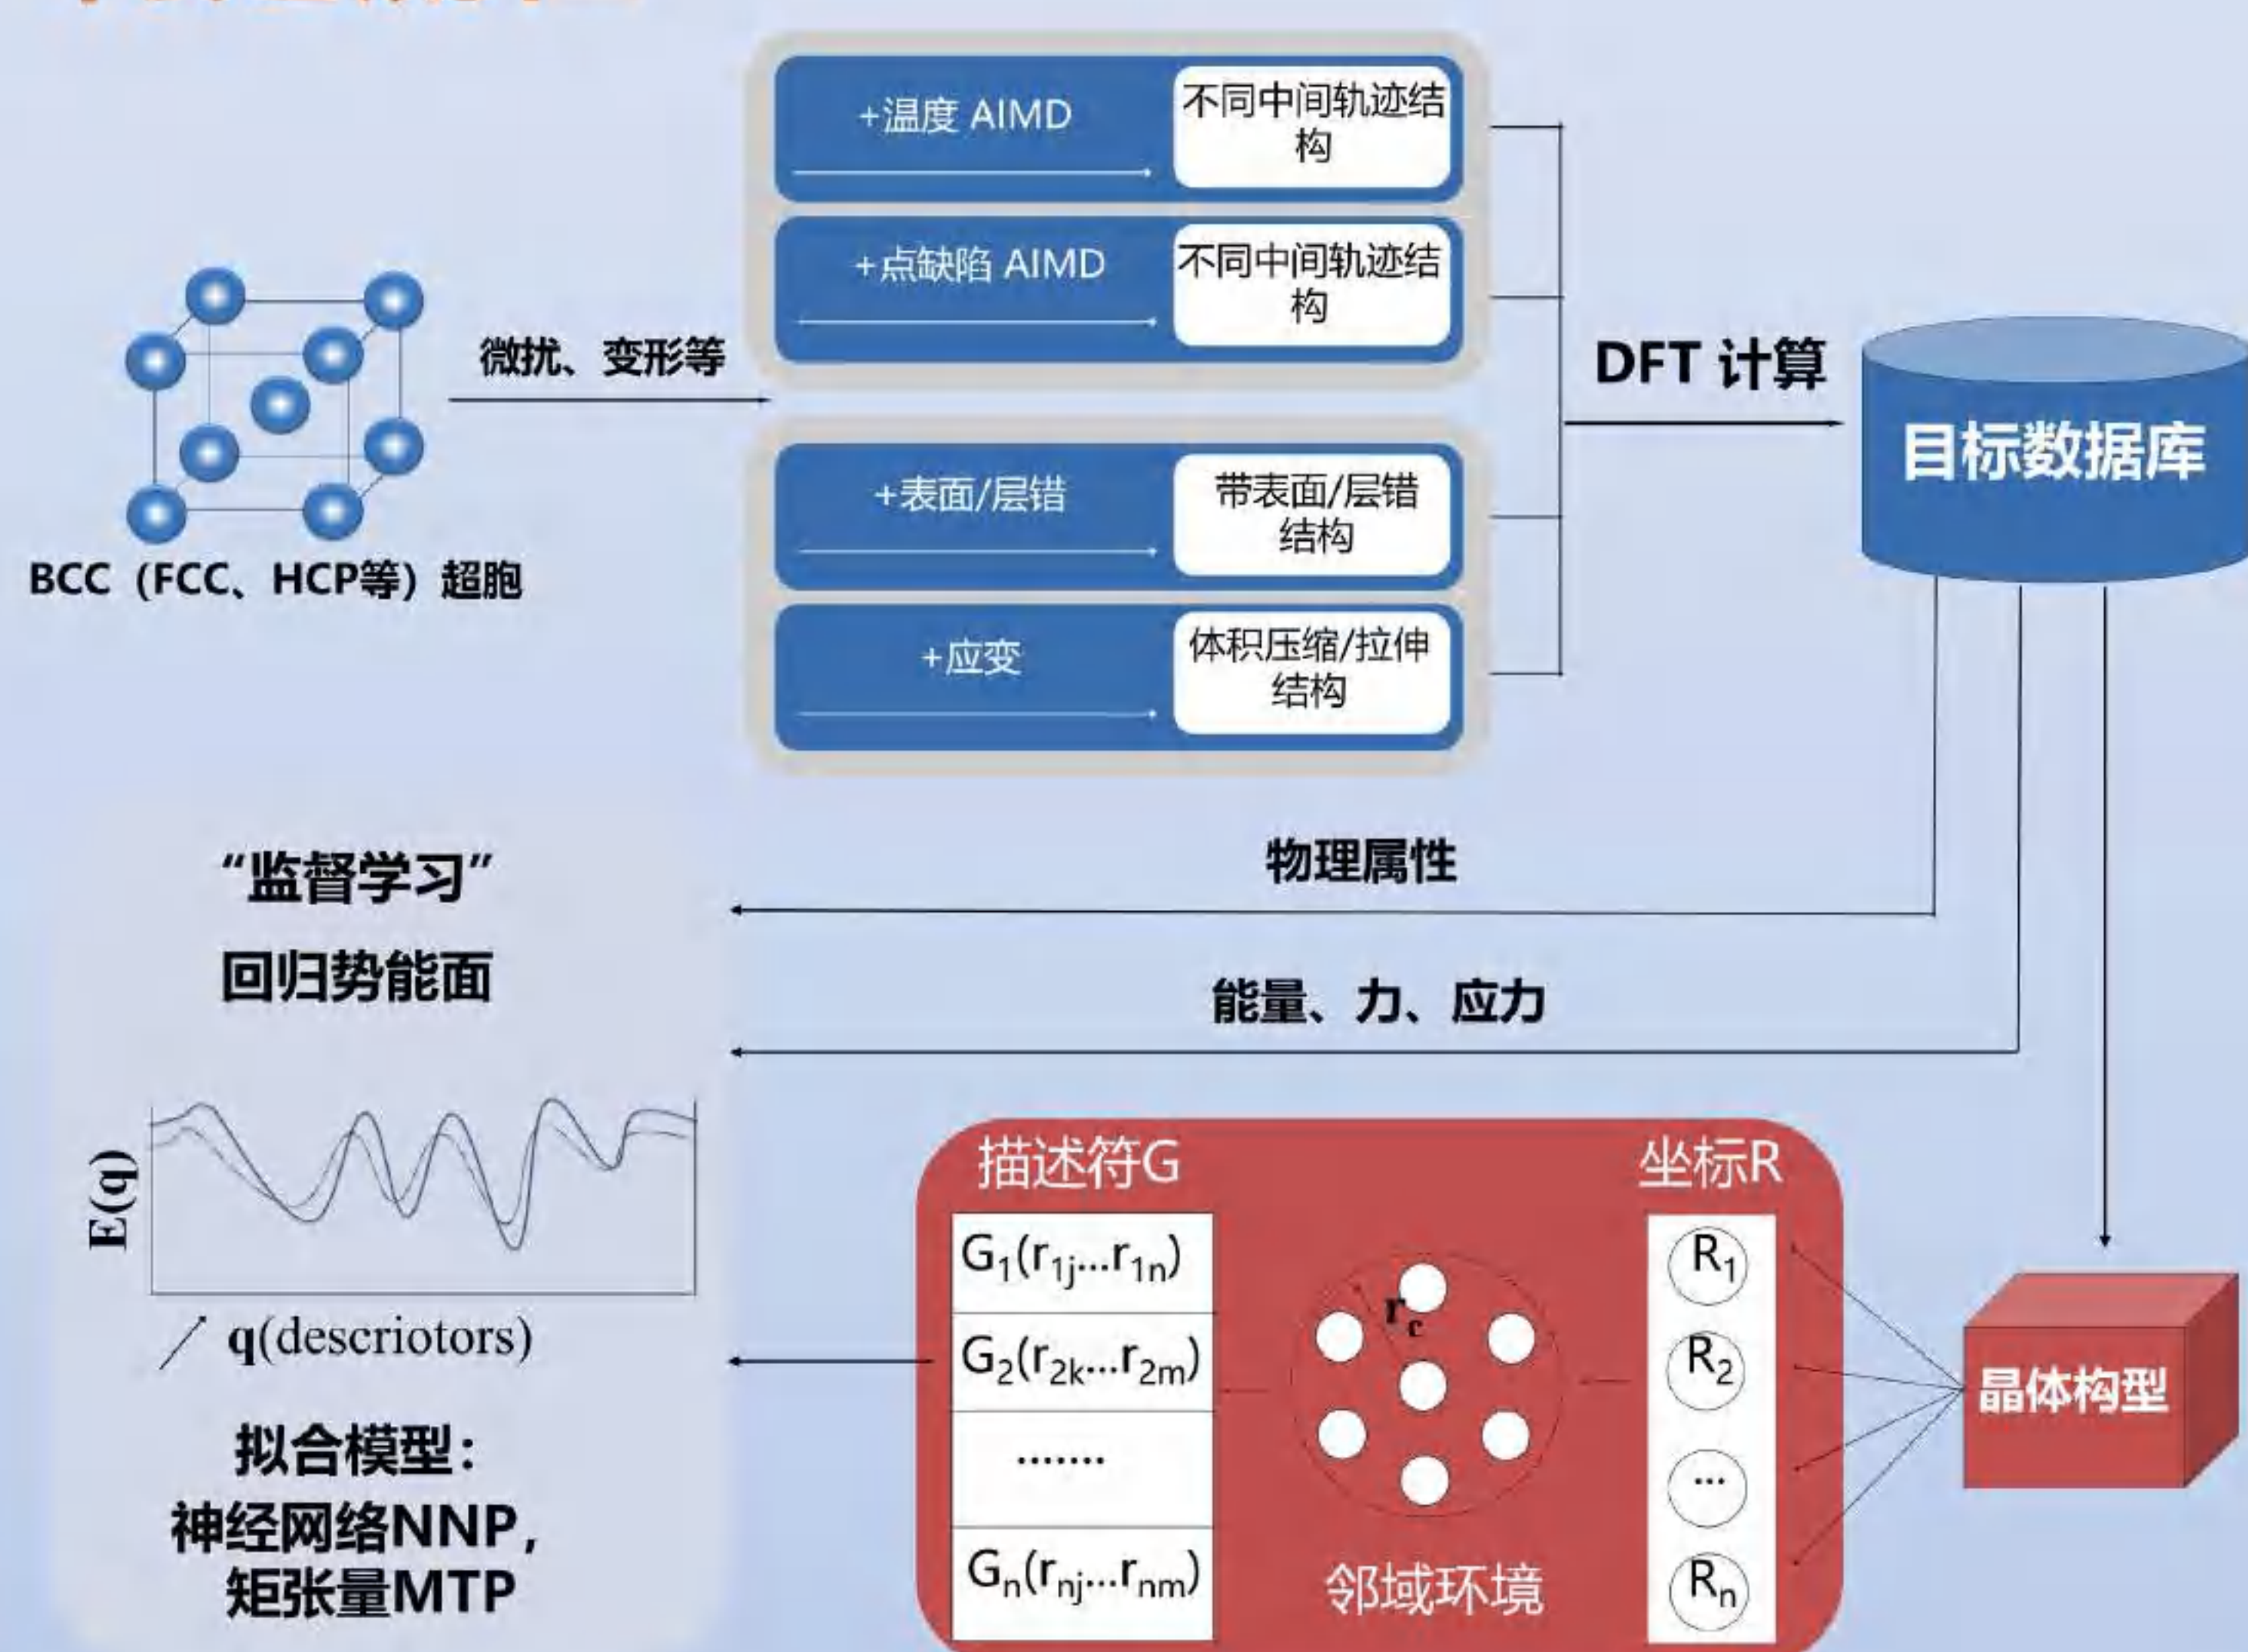 +温度 AIMD
不同中间轨迹结
构
+点缺陷 AIMD
不同中间轨迹结
构
微扰、变形等
BCC（FCC、HCP等）超胞
+表面/层错
带表面/层错
结构
+应变
体积压缩/拉伸
结构
DFT 计算
目标数据库
“监督学习”
回归势能面
物理属性
能量、力、应力
E(q)
q(descriotors)
拟合模型：
神经网络NNP，
矩张量MTP
描述符G
G1(r1j...r1n)
G2(r2k...r2m)
.......
Gn(rnj...rnm)
rc
邻域环境
坐标R
R1
R2
...
Rn
晶体构型